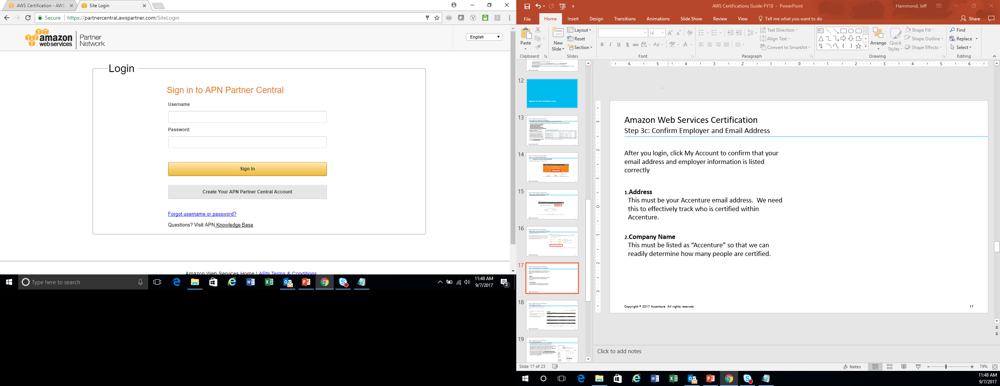 AWS Certification - AWS
Site Login
Secure
https://partnercentral.awspartner.com/SiteLogin
amazon
webservices
Partner
Network
English
Login
Sign in to APN Partner Central
Username
Password
Sign In
Create Your APN Partner Central Account
Forgot username or password?
Questions? Visit APN Knowledge Base
Amazon Web Services Home | APN Terms & Conditions
Type here to search
11:48 AM
9/7/2017
2
AWS Certifications Guide-FY18 - PowerPoint
Hammond, Jeff
File
Home
Insert
Design
Transitions
Animations
Slide Show
Review
View
Tell me what you want to do
Share
Paste
Clipboard
New
Slide
Layout
Reset
Section
Slides
14
Font
Text Direction
Align Text
Convert to SmartArt
Paragraph
Arrange
Quick
Styles
Shape Fill
Shape Outline
Shape Effects
Drawing
Find
Replace
Select
Editing
12
Register for your Certification Exam
13
14
15
16
17
18
19
Amazon Web Services Certification
Step 3c: Confirm Employer and Email Address
After you login, click My Account to confirm that your
email address and employer information is listed
correctly
1.Address
This must be your Accenture email address.  We need
this to effectively track who is certified within
Accenture.
2.Company Name
This must be listed as “Accenture” so that we can
readily determine how many people are certified.
Copyright © 2017 Accenture  All rights reserved.
17
Click to add notes
Slide 17 of 23
Notes
79%
11:48 AM
9/7/2017